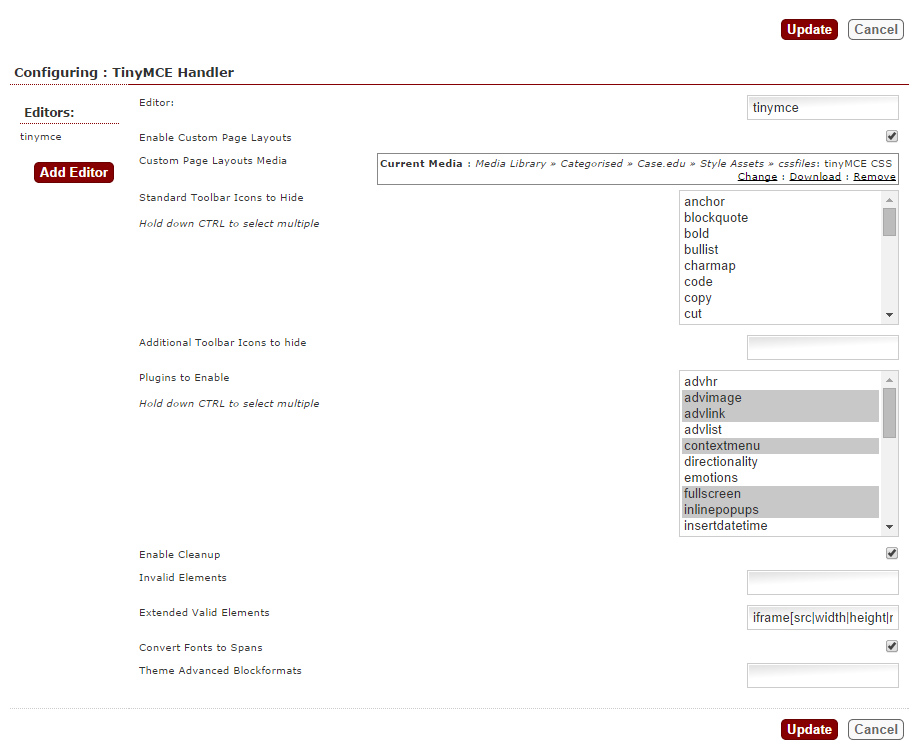 Update Cancel
Configuring : TinyMCE Handler
Editors:
tinymce
Add Editor
Editor:
tinymce
Enable Custom Page Layouts
Custom Page Layouts Media
Current Media : Media Library » Categorised » Case.edu » Style Assets » cssfiles: tinyMCE CSS
Change : Download : Remove
Standard Toolbar Icons to Hide
Hold down CTRL to select multiple
anchor
blockquote
bold
bullist
charmap
code
copy
cut
Additional Toolbar Icons to hide
Plugins to Enable
Hold down CTRL to select multiple
advhr
advimage
advlink
advlist
contextmenu
directionality
emotions
fullscreen
inlinepopups
insertdatetime
Enable Cleanup
Invalid Elements
Extended Valid Elements
iframe[src|width|height|
Convert Fonts to Spans
Theme Advanced Blockformats
Update Cancel